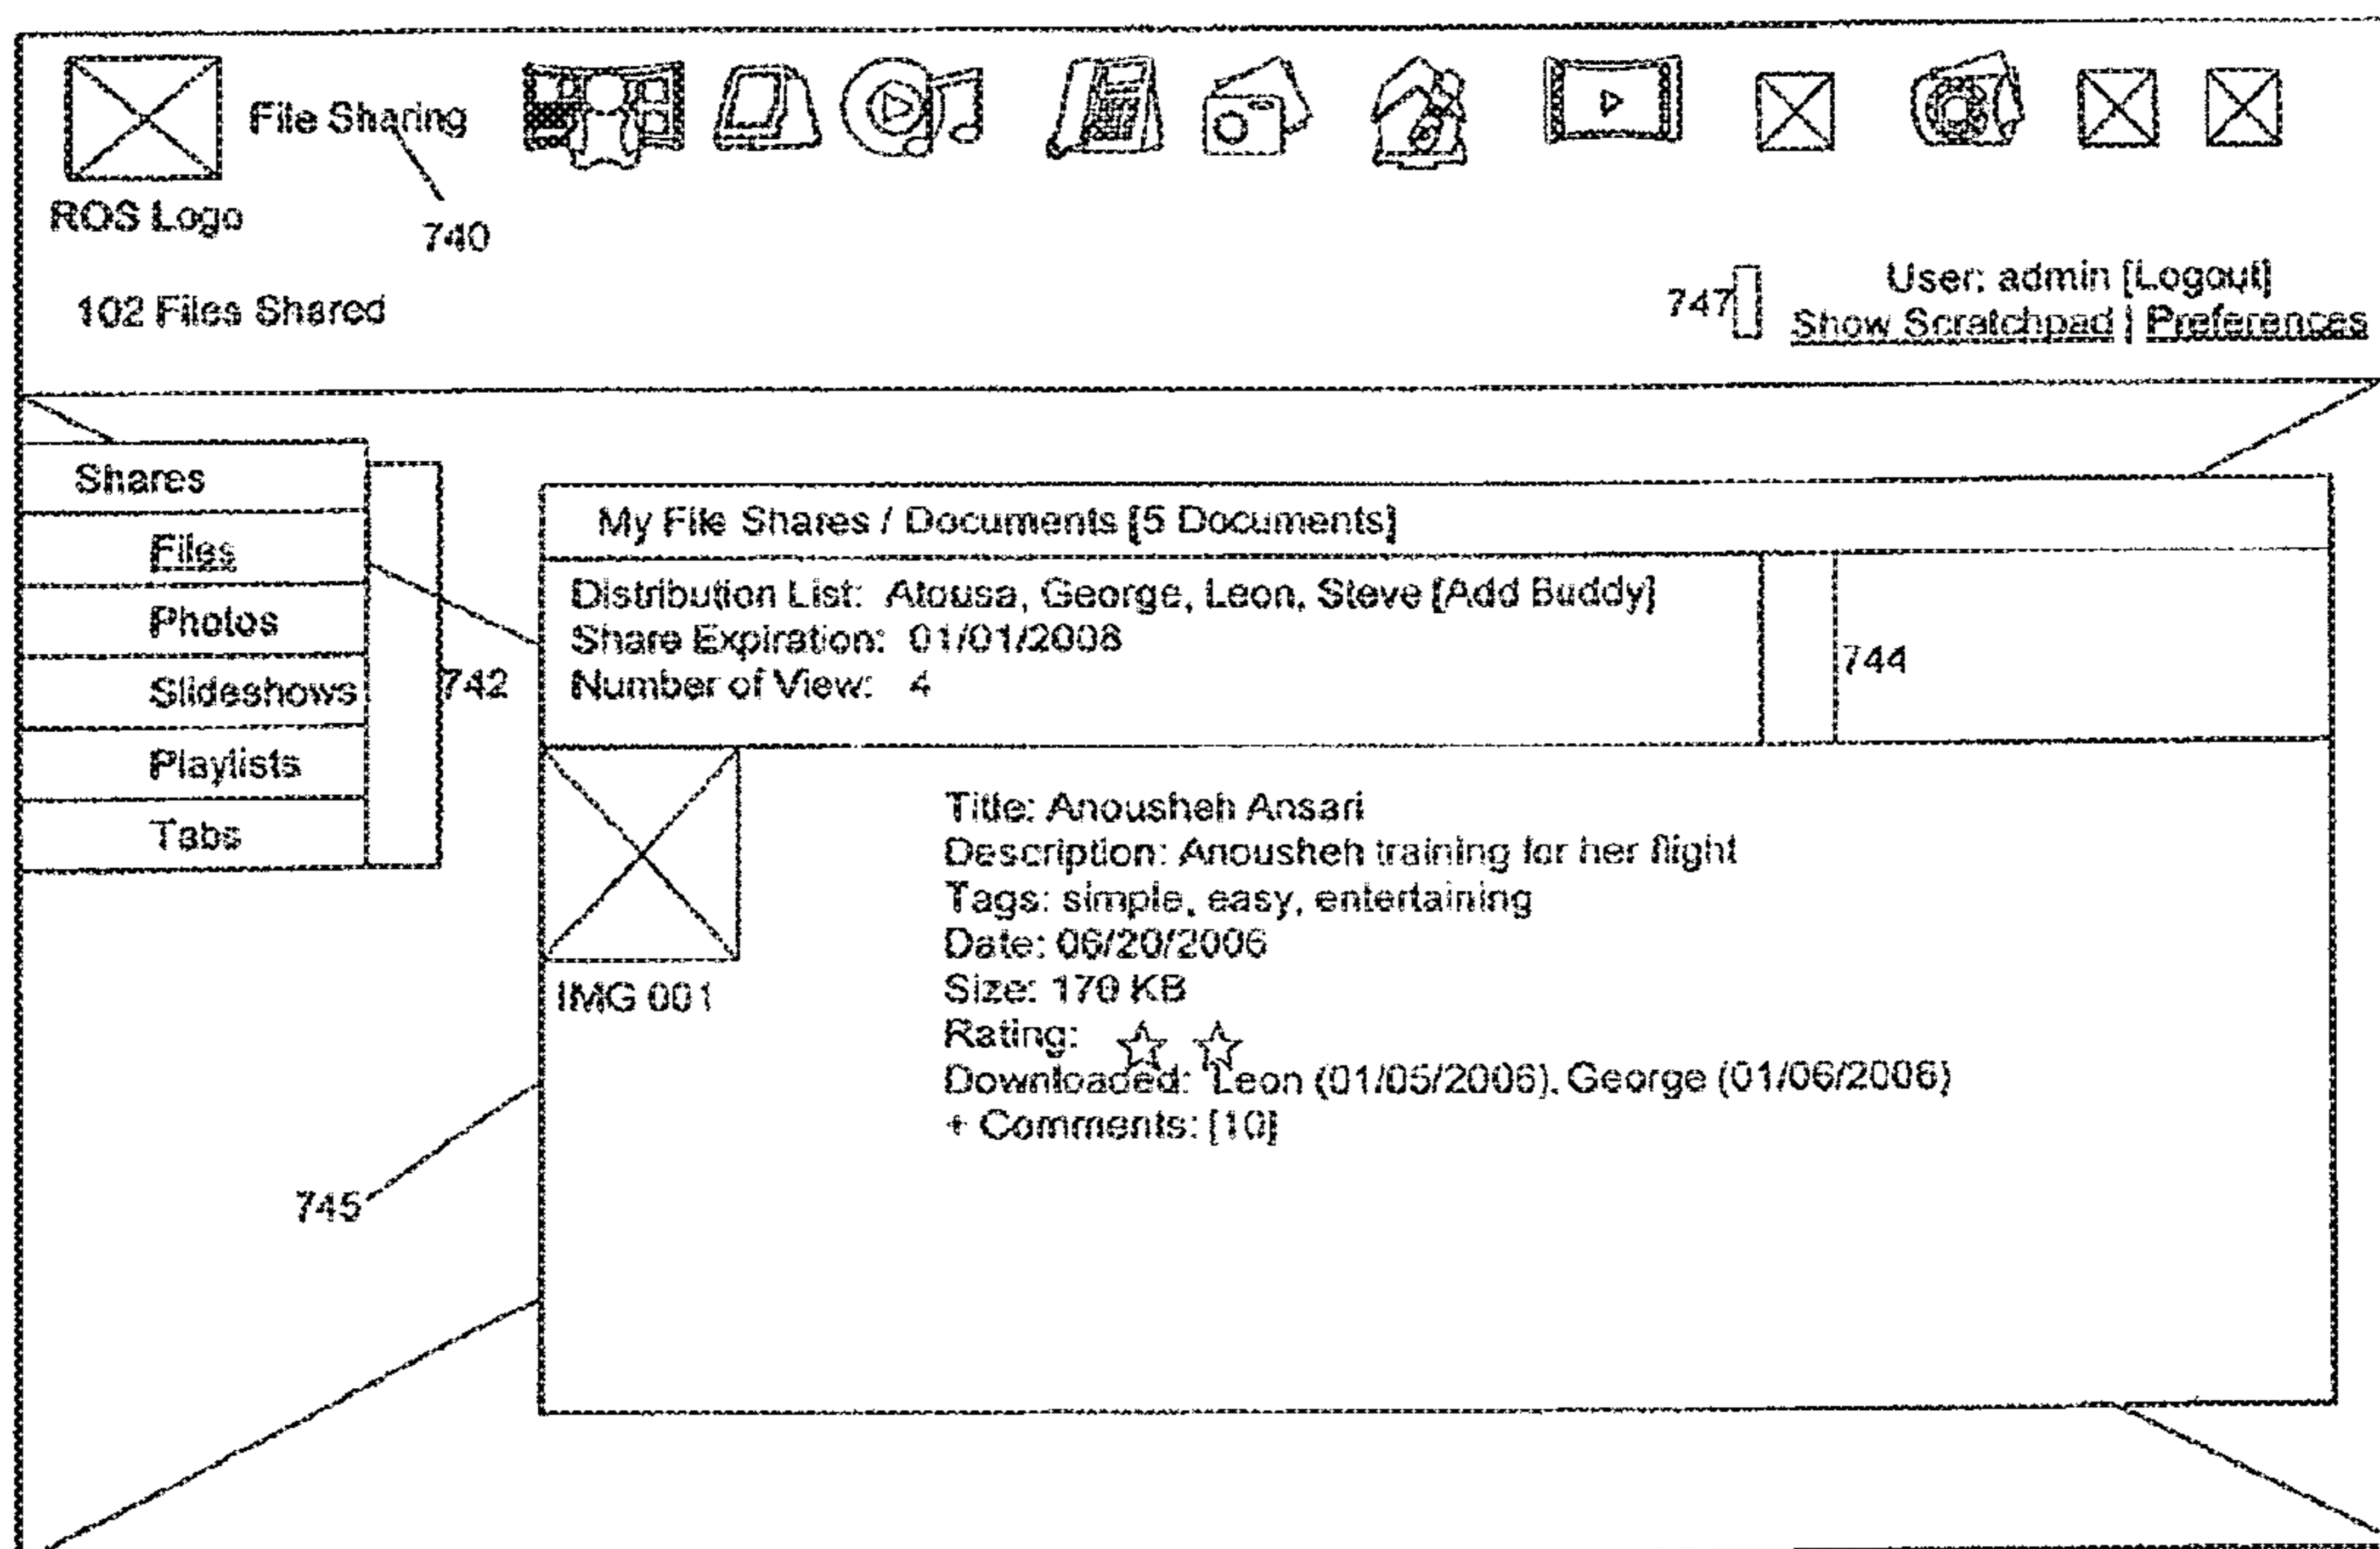 File Sharing
ROS Logo
740
102 Files Shared
747
User: admin [Logout]
Show Scratchpad | Preferences
Shares
Files
Photos
Slideshows
Playlists
Tabs
742
My File Shares / Documents [5 Documents]
Distribution List: Atousa, George, Leon, Steve [Add Buddy]
Share Expiration: 01/01/2008
Number of View: 4
744
IMG 001
Title: Anousheh Ansari
Description: Anousheh training for her flight
Tags: simple, easy, entertaining
Date: 06/20/2006
Size: 170 KB
Rating:
Downloaded: Leon (01/05/2006), George (01/06/2006)
+ Comments: [10]
745